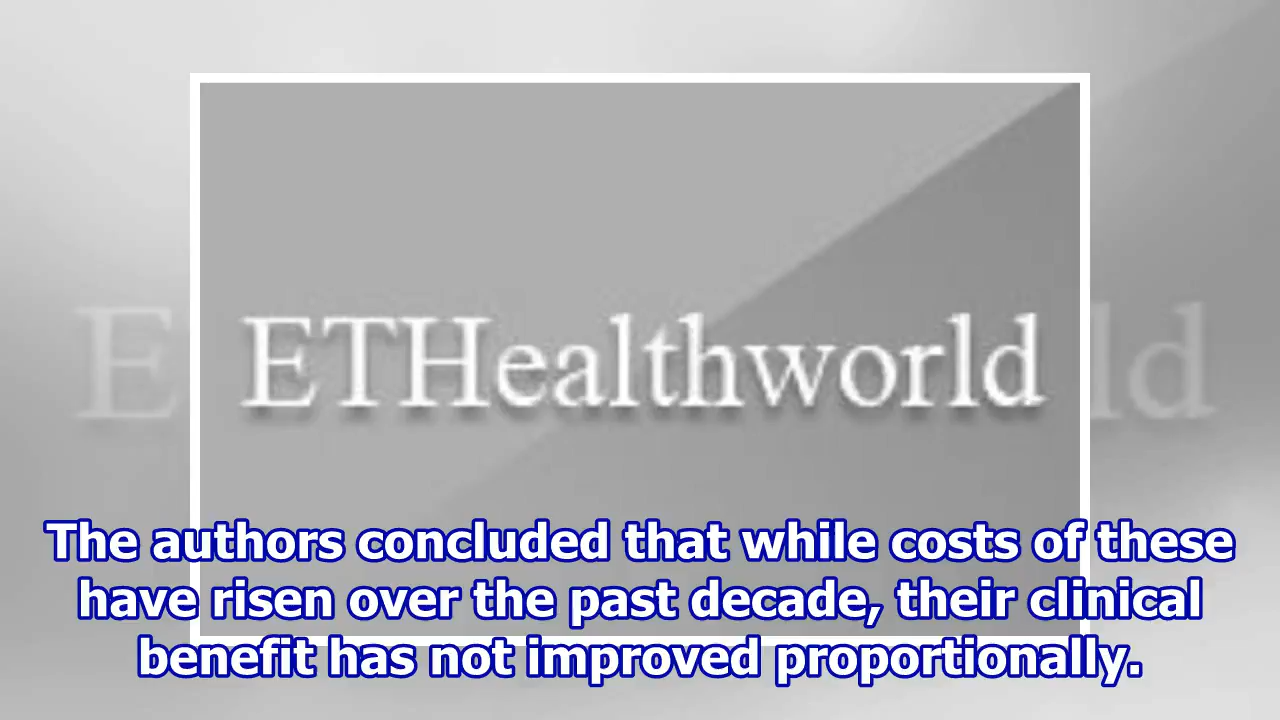 ETHealthworld
The authors concluded that while costs of these
have risen over the past decade, their clinical
benefit has not improved proportionally.